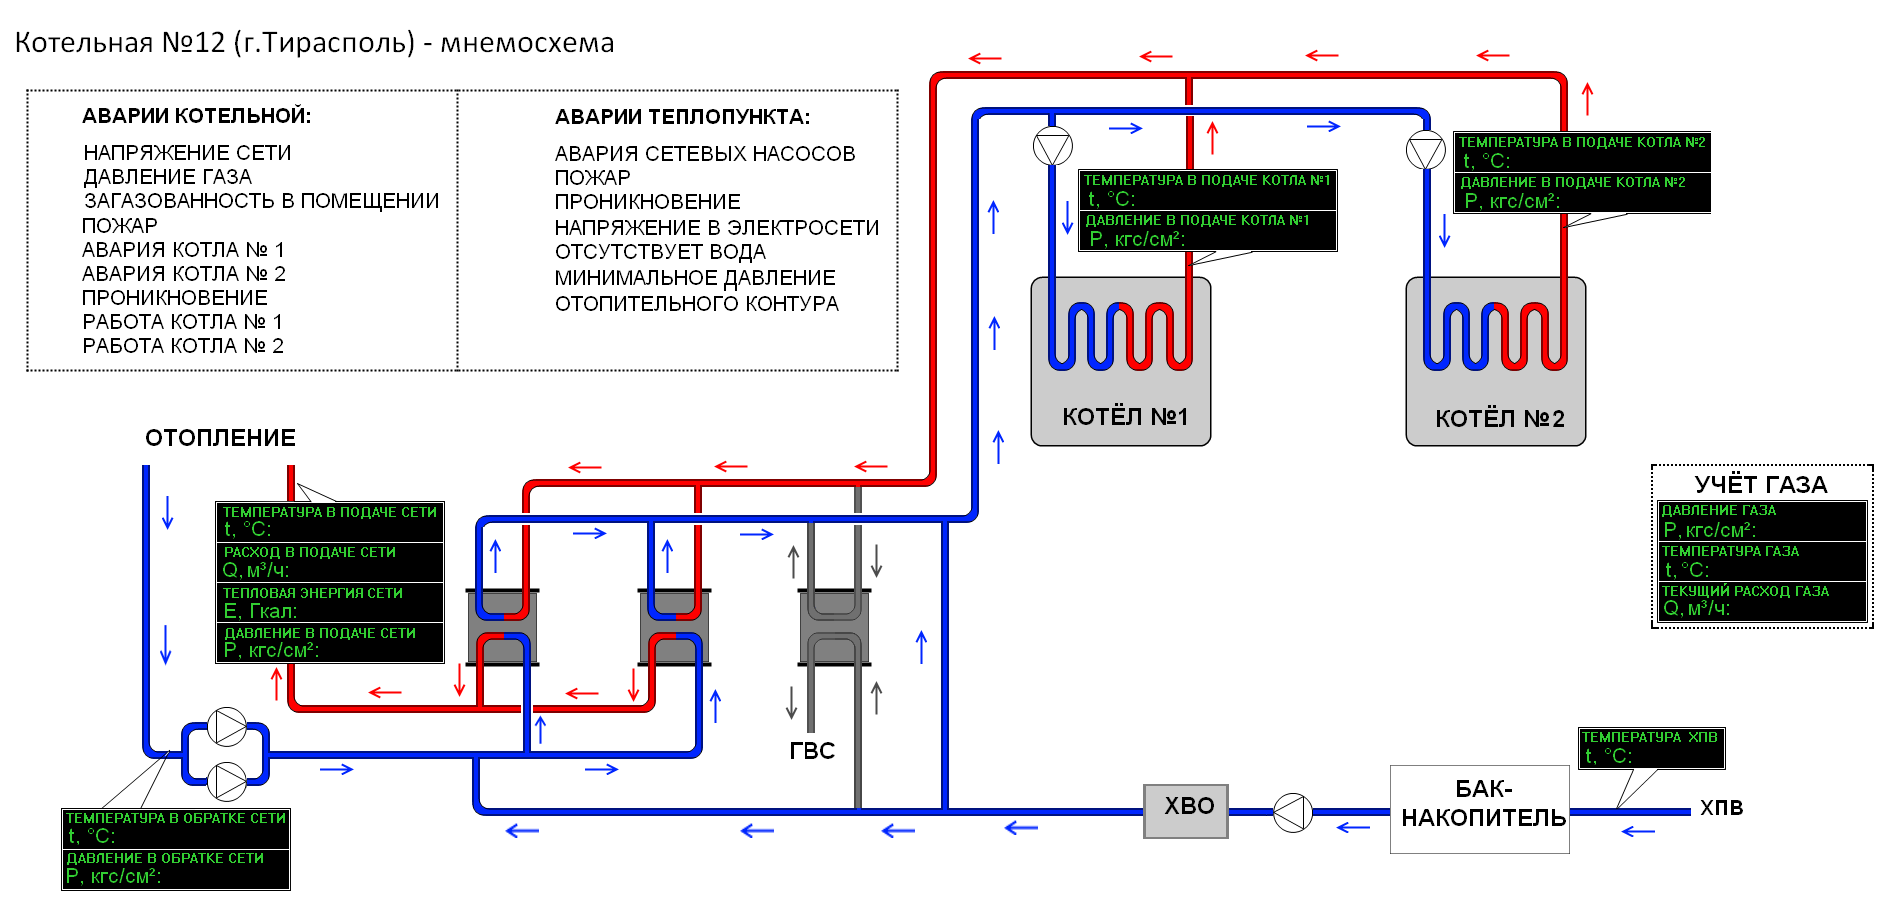 Котельная №12 (г.Тирасполь) - мнемосхема
АВАРИИ КОТЕЛЬНОЙ:
НАПРЯЖЕНИЕ СЕТИ
ДАВЛЕНИЕ ГАЗА
ЗАГАЗОВАННОСТЬ В ПОМЕЩЕНИИ
ПОЖАР
АВАРИЯ КОТЛА № 1
АВАРИЯ КОТЛА № 2
ПРОНИКНОВЕНИЕ
РАБОТА КОТЛА № 1
РАБОТА КОТЛА № 2
АВАРИИ ТЕПЛОПУНКТА:
АВАРИЯ СЕТЕВЫХ НАСОСОВ
ПОЖАР
ПРОНИКНОВЕНИЕ
НАПРЯЖЕНИЕ В ЭЛЕКТРОСЕТИ
ОТСУТСТВУЕТ ВОДА
МИНИМАЛЬНОЕ ДАВЛЕНИЕ
ОТОПИТЕЛЬНОГО КОНТУРА
ТЕМПЕРАТУРА В ПОДАЧЕ КОТЛА №1
t, °C:
ДАВЛЕНИЕ В ПОДАЧЕ КОТЛА №1
P, кгс/см²:
ТЕМПЕРАТУРА В ПОДАЧЕ КОТЛА №2
t, °C:
ДАВЛЕНИЕ В ПОДАЧЕ КОТЛА №2
P, кгс/см²:
КОТЁЛ №1
КОТЁЛ №2
ОТОПЛЕНИЕ
ТЕМПЕРАТУРА В ПОДАЧЕ СЕТИ
t, °C:
РАСХОД В ПОДАЧЕ СЕТИ
Q, м³/ч:
ТЕПЛОВАЯ ЭНЕРГИЯ СЕТИ
E, Гкал:
ДАВЛЕНИЕ В ПОДАЧЕ СЕТИ
P, кгс/см²:
УЧЁТ ГАЗА
ДАВЛЕНИЕ ГАЗА
P, кгс/см²:
ТЕМПЕРАТУРА ГАЗА
t, °C:
ТЕКУЩИЙ РАСХОД ГАЗА
Q, м³/ч:
ГВС
ТЕМПЕРАТУРА ХПВ
t, °C:
ХВО
БАК-
НАКОПИТЕЛЬ
ХПВ
ТЕМПЕРАТУРА В ОБРАТКЕ СЕТИ
t, °C:
ДАВЛЕНИЕ В ОБРАТКЕ СЕТИ
P, кгс/см²: